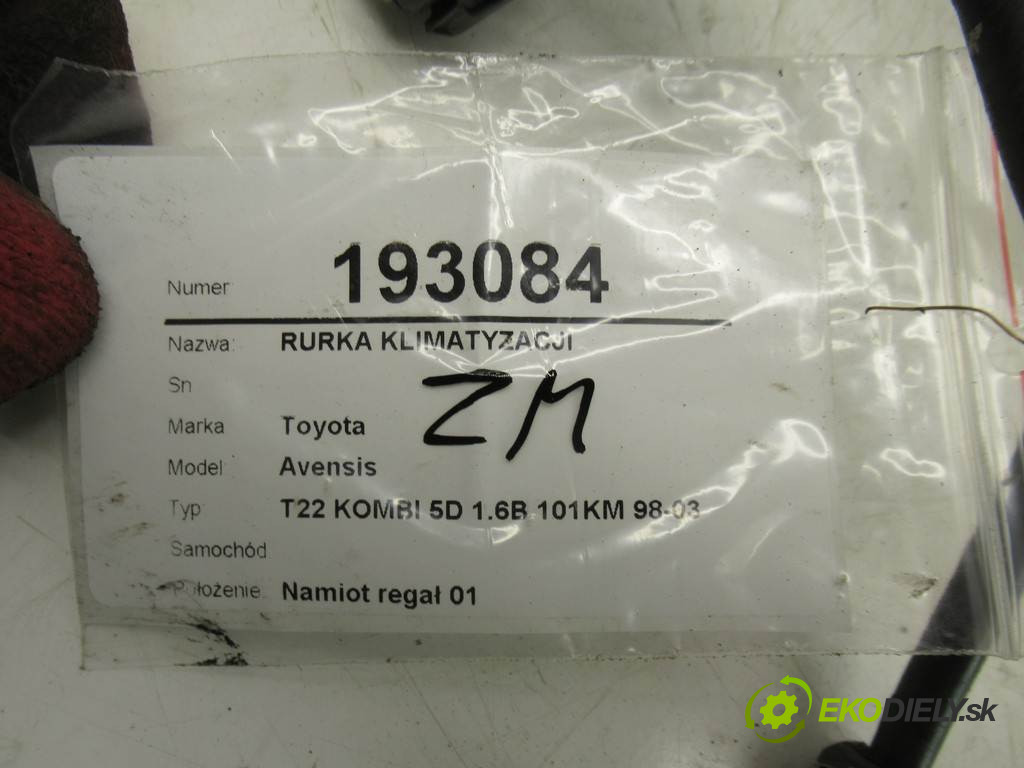 Numer 193084
Nazwa: RURKA KLIMATYZACJI
Sn
ZM
Marka Toyota
Model Avensis
Typ T22 KOMBI 5D 1.6B 101KM 98-03
Samochód
Położenie Namiot regał 01
EKODIELY.sk